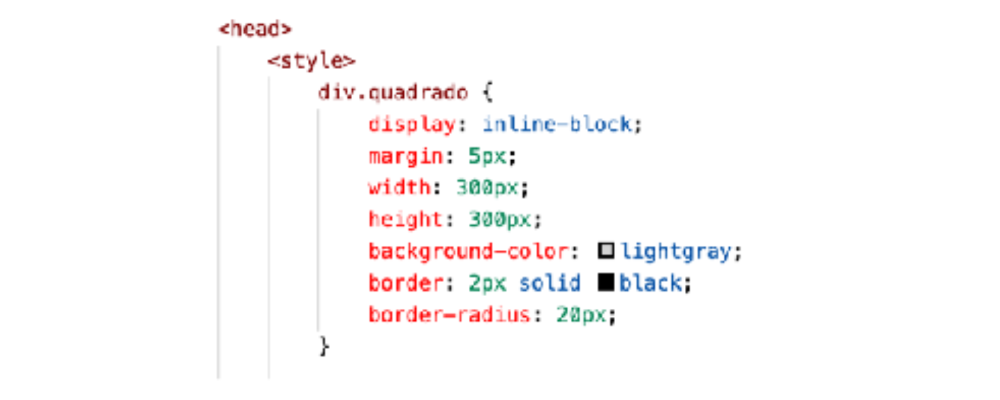 <head>
<style>
div.quadrado {
display: inline-block;
margin: 5px;
width: 300px;
height: 300px;
background-color: lightgray;
border: 2px solid black;
border-radius: 20px;
}